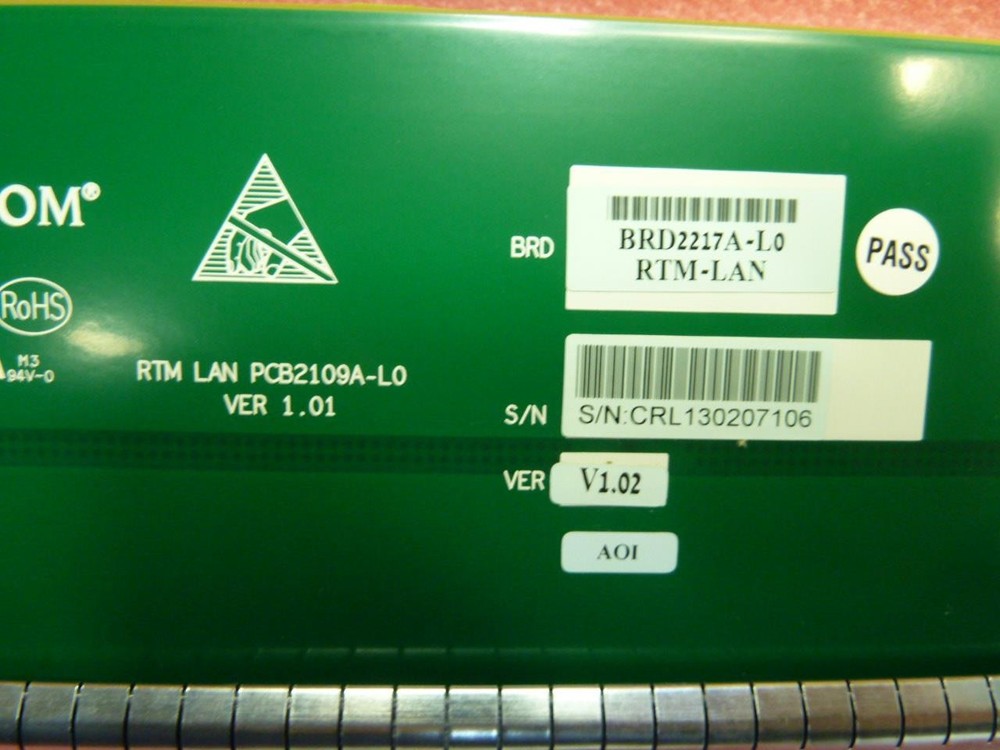 OM®
RoHS
M3
94V-0
RTM LAN PCB2109A-L0
VER 1.01
BRD
BRD2217A-L0
RTM-LAN
PASS
S/N
S/N:CRL130207106
VER
V1.02
AOI